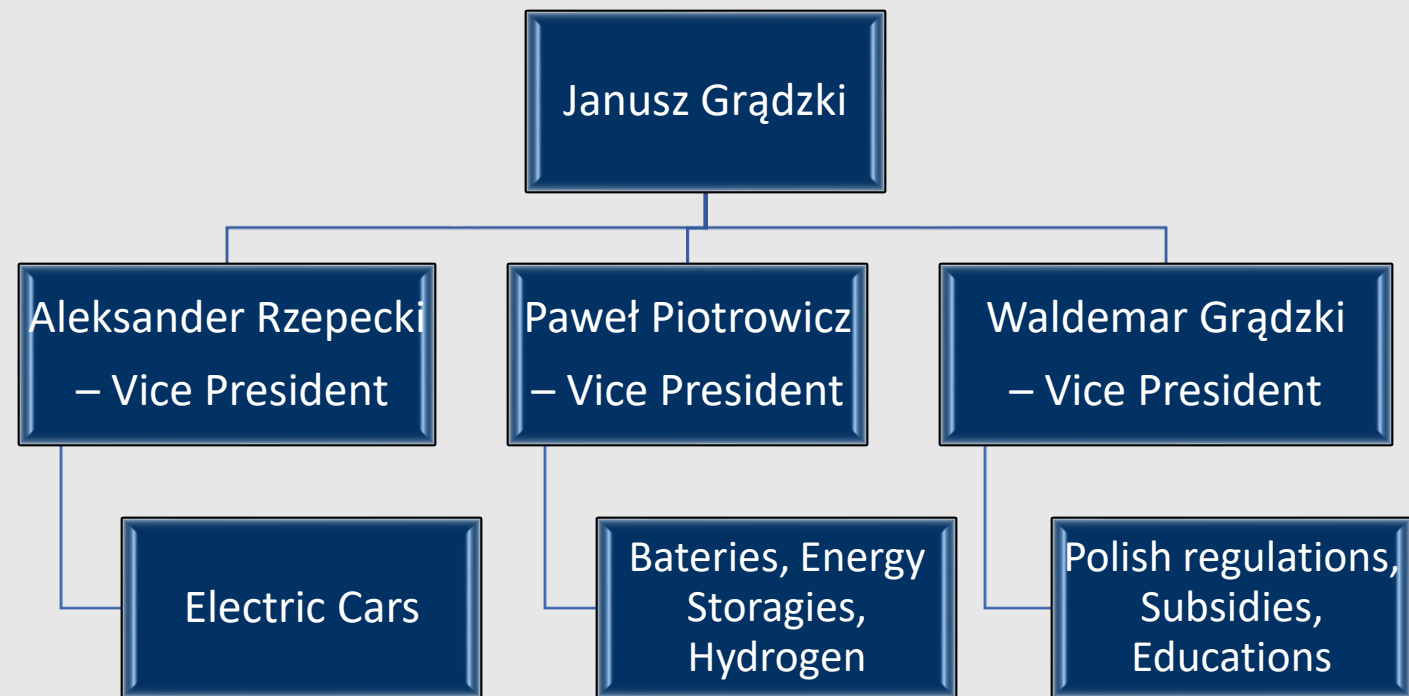 Janusz Grądzki
Aleksander Rzepecki
– Vice President
Paweł Piotrowicz
– Vice President
Waldemar Grądzki
– Vice President
Electric Cars
Bateries, Energy
Storagies,
Hydrogen
Polish regulations,
Subsidies,
Educations